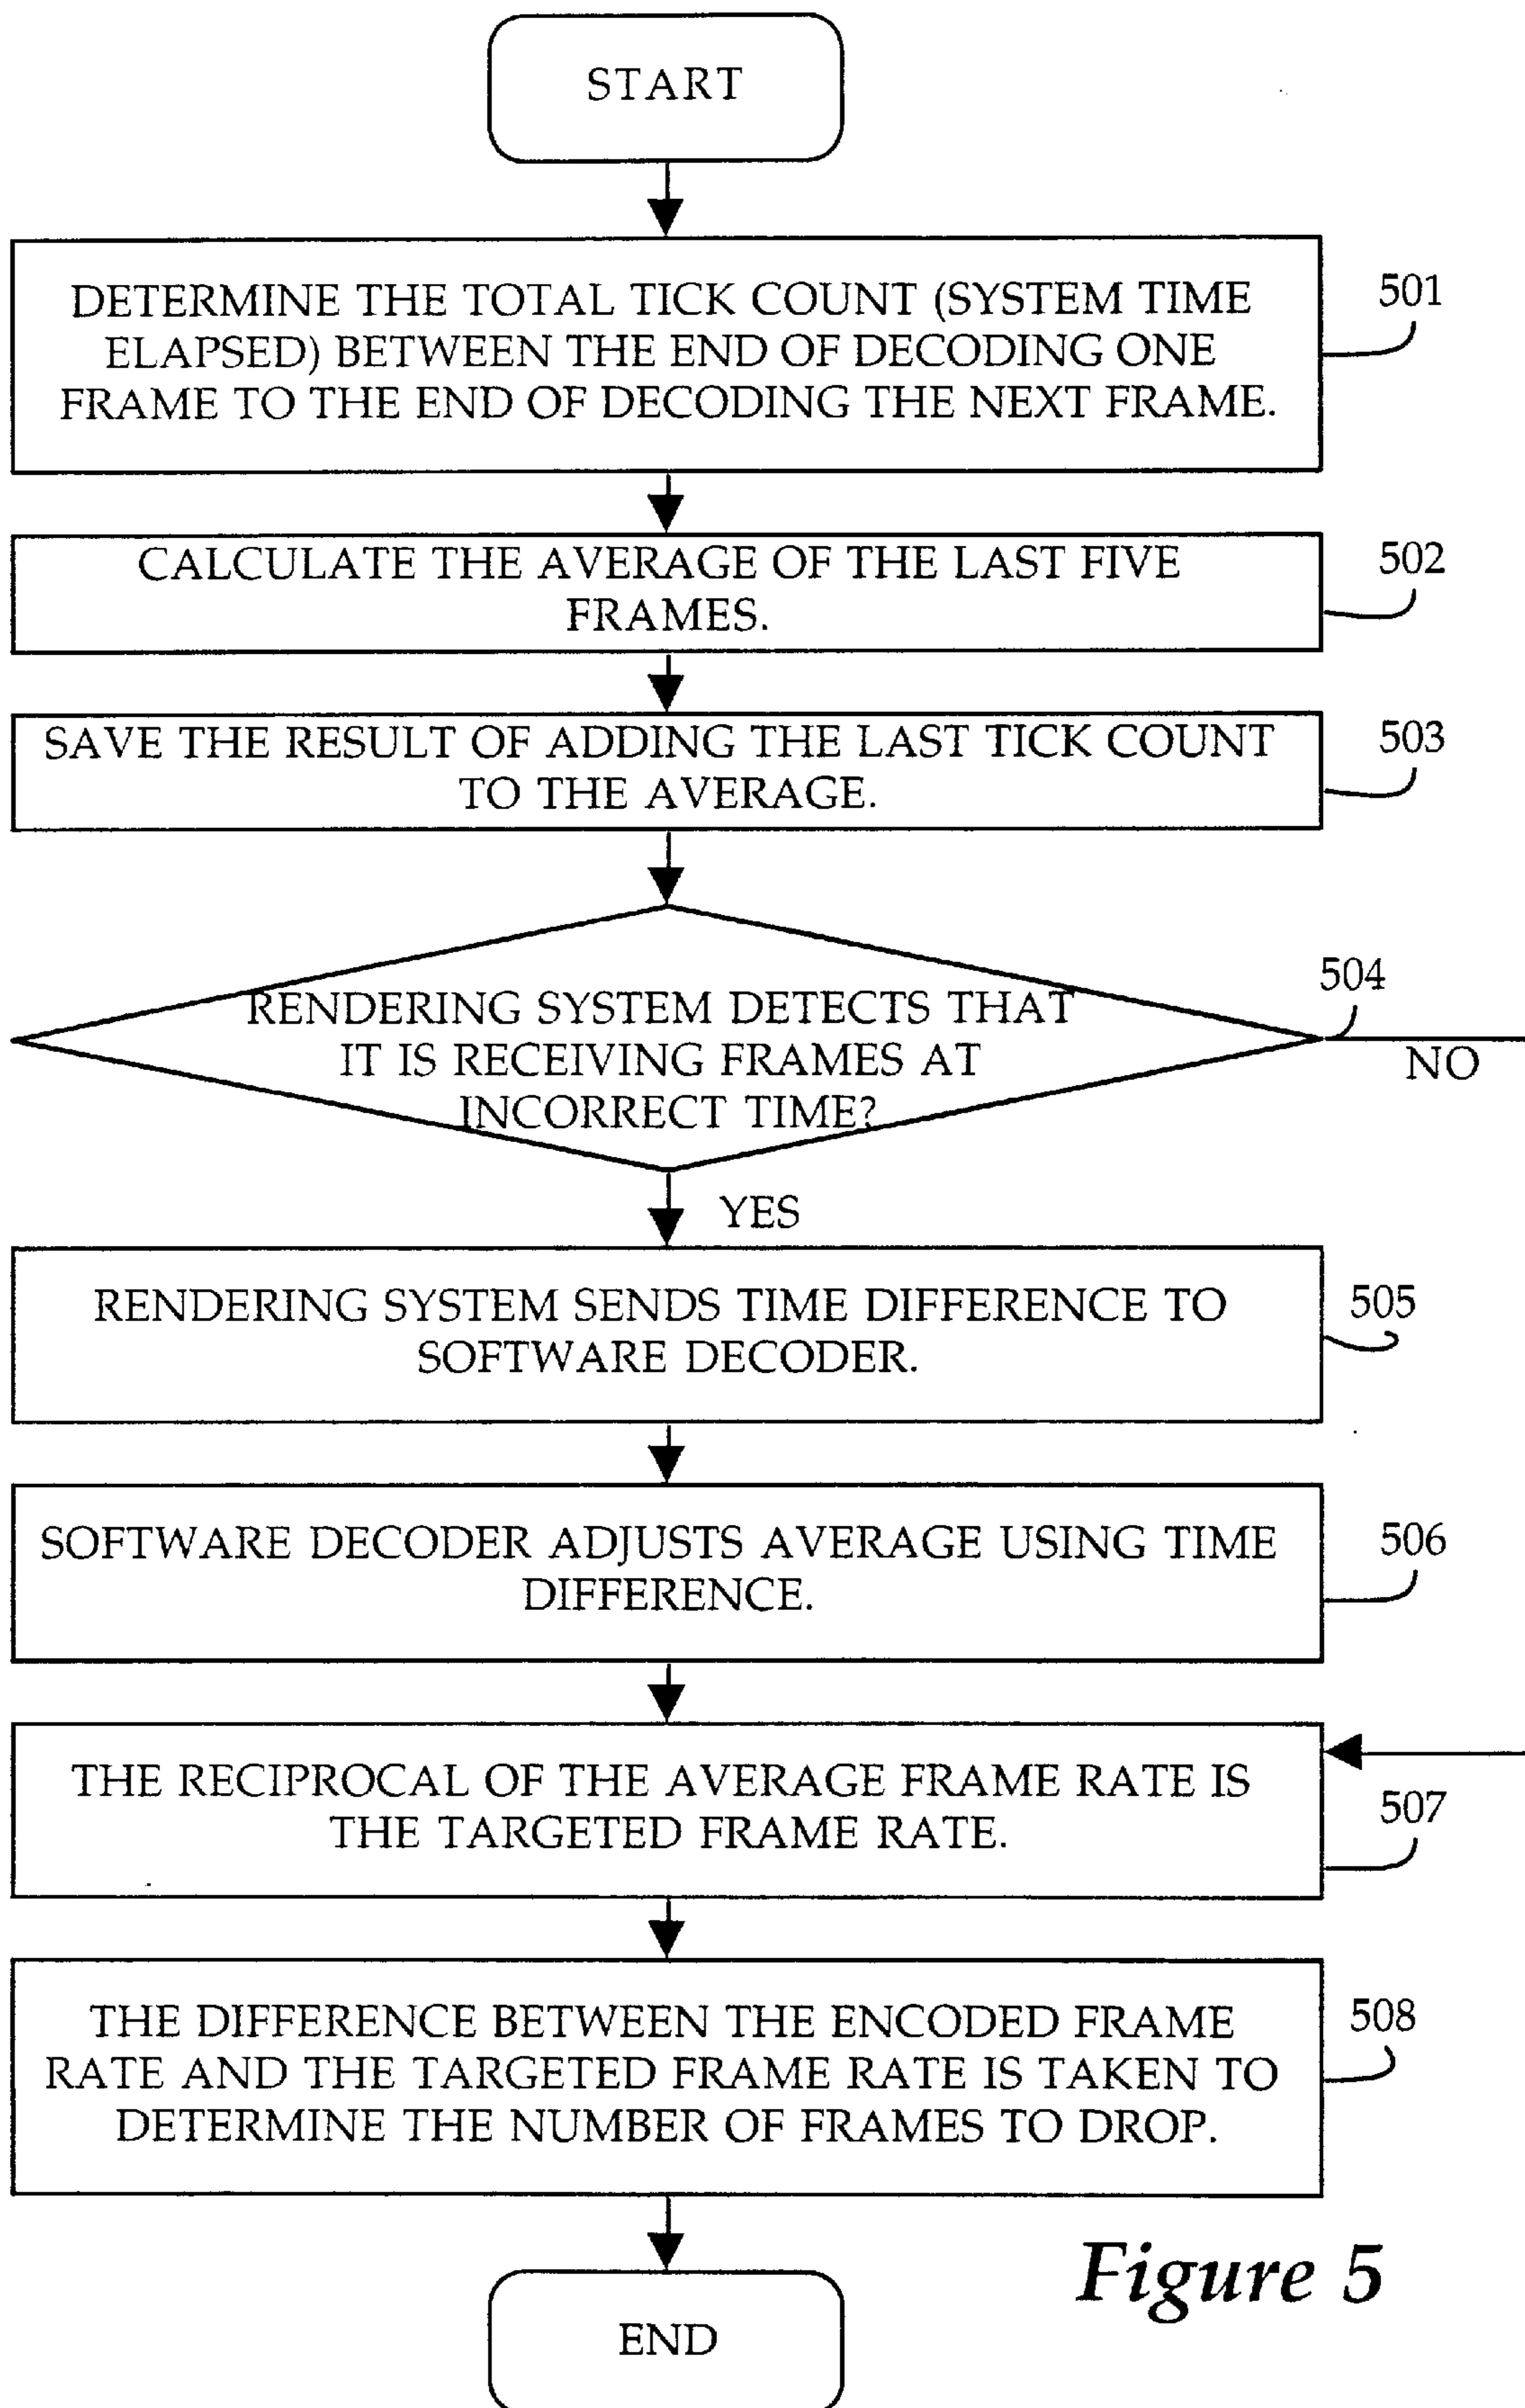 START
DETERMINE THE TOTAL TICK COUNT (SYSTEM TIME
ELAPSED) BETWEEN THE END OF DECODING ONE
FRAME TO THE END OF DECODING THE NEXT FRAME.
501
CALCULATE THE AVERAGE OF THE LAST FIVE
FRAMES.
502
SAVE THE RESULT OF ADDING THE LAST TICK COUNT
TO THE AVERAGE.
503
RENDERING SYSTEM DETECTS THAT
IT IS RECEIVING FRAMES AT
INCORRECT TIME?
504
NO
YES
RENDERING SYSTEM SENDS TIME DIFFERENCE TO
SOFTWARE DECODER.
505
SOFTWARE DECODER ADJUSTS AVERAGE USING TIME
DIFFERENCE.
506
THE RECIPROCAL OF THE AVERAGE FRAME RATE IS
THE TARGETED FRAME RATE.
507
THE DIFFERENCE BETWEEN THE ENCODED FRAME
RATE AND THE TARGETED FRAME RATE IS TAKEN TO
DETERMINE THE NUMBER OF FRAMES TO DROP.
508
END
Figure 5